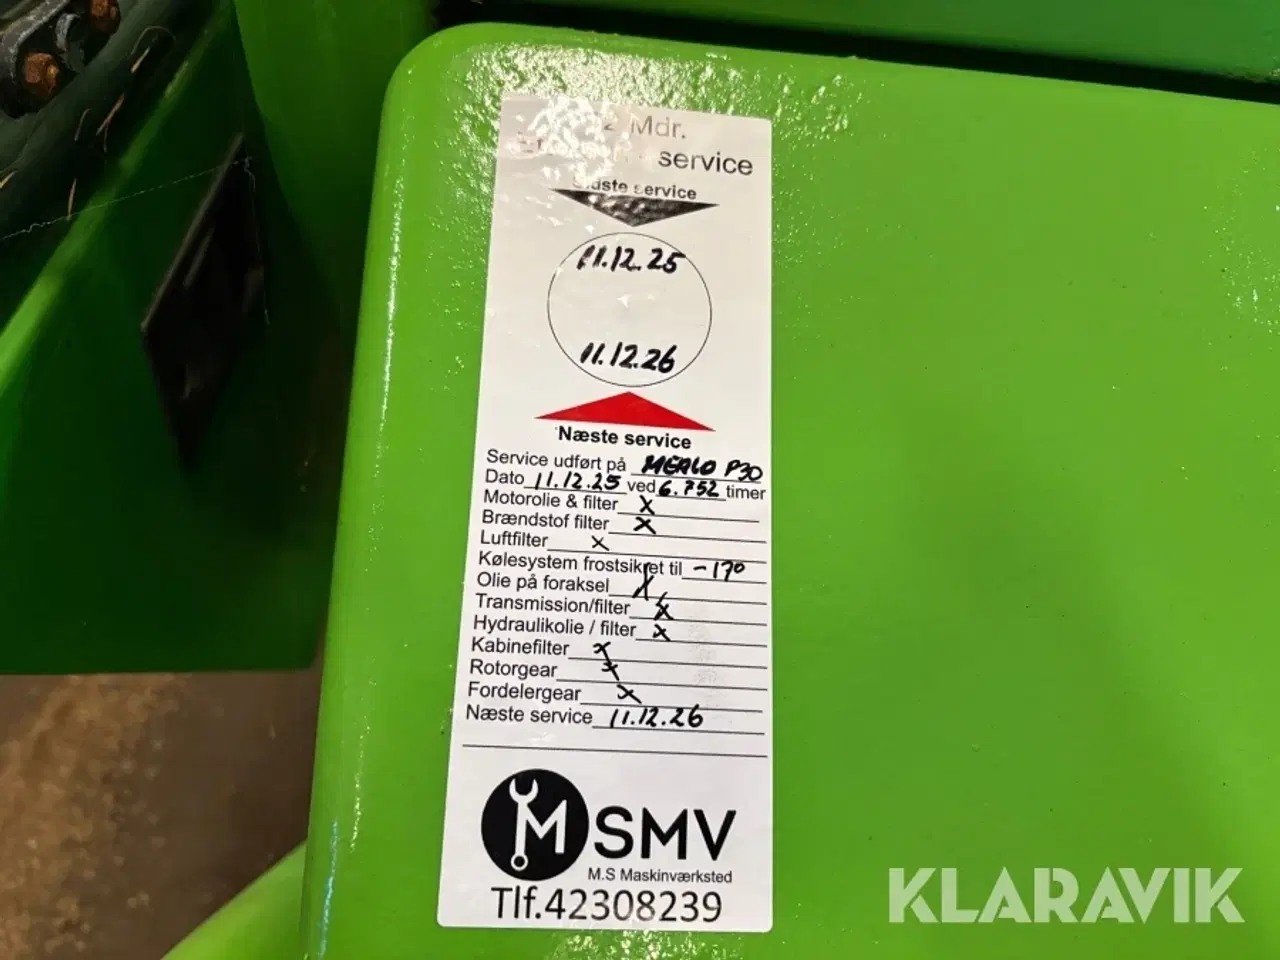 2 Mdr.
service
Sidste service
11.12.25
11.12.26
Næste service
Service udført på MERLO P30
Dato 11.12.25 ved 6.752 timer
Motorolie & filter X
Brændstof filter X
Luftfilter X
Kølesystem frostsikret til -17°
Olie på foraksel X
Transmission/filter X
Hydraulikolie / filter X
Kabinefilter X
Rotorgear X
Fordelergear X
Næste service 11.12.26
M SMV
M.S Maskinværksted
Tlf.42308239
KLARAVIK